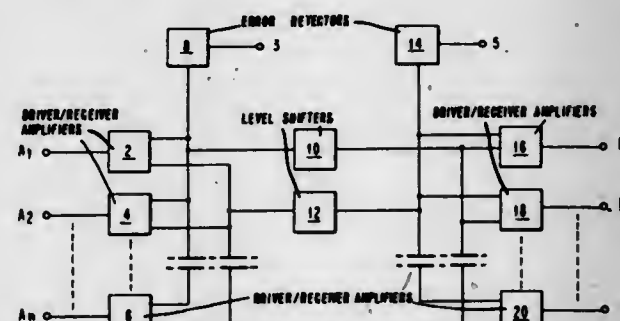 ERROR DETECTORS
8
3
14
5
DRIVER/RECEIVER
AMPLIFIERS
LEVEL SHIFTERS
DRIVER/RECEIVER AMPLIFIERS
A1
2
10
16
A2
4
12
18
DRIVER/RECEIVER AMPLIFIERS
An
6
20